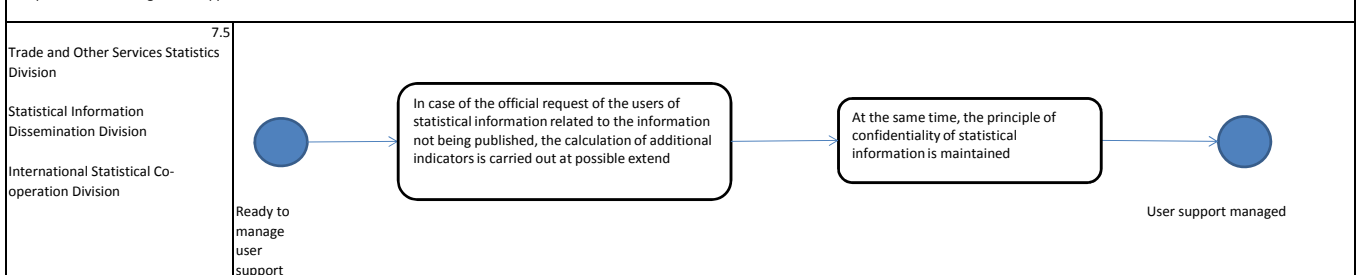 7.5
Trade and Other Services Statistics
Division
Statistical Information
Dissemination Division
International Statistical Co-
operation Division
In case of the official request of the users of
statistical information related to the information
not being published, the calculation of additional
indicators is carried out at possible extend
At the same time, the principle of
confidentiality of statistical
information is maintained
Ready to
manage
user
support
User support managed